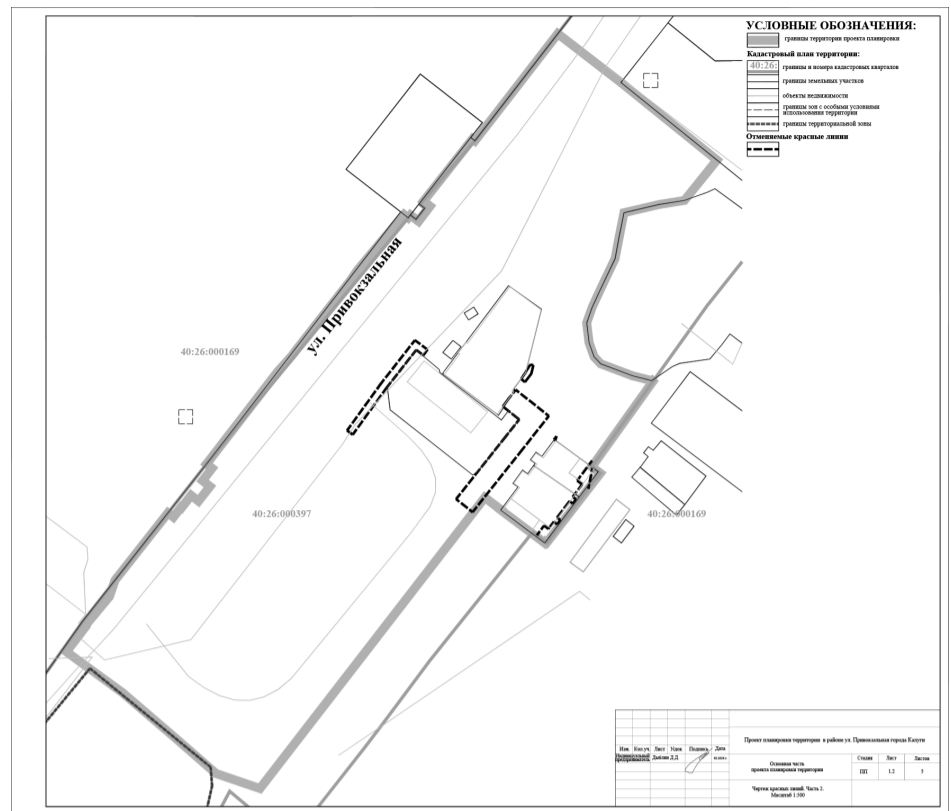 УСЛОВНЫЕ ОБОЗНАЧЕНИЯ:
границы территории проекта планировки
Кадастровый план территории:
40:26:
границы и номера кадастровых кварталов
границы земельных участков
объекты недвижимости
границы зон с особыми условиями
использования территории
границы территориальной зоны
Отменяемые красные линии
ул. Привокзальная
40:26:000169
40:26:000397
40:26:000169
Проект планировки территории в районе ул. Привокзальная города Калуги
Изм. Кол.уч. Лист №док Подпись Дата
Индивидуальный
предприниматель
Д.Д.
Основная часть
проекта планировки территории
Стадия Лист Листов
ПП 1.2 3
Чертеж красных линий. Часть 2.
Масштаб 1:500